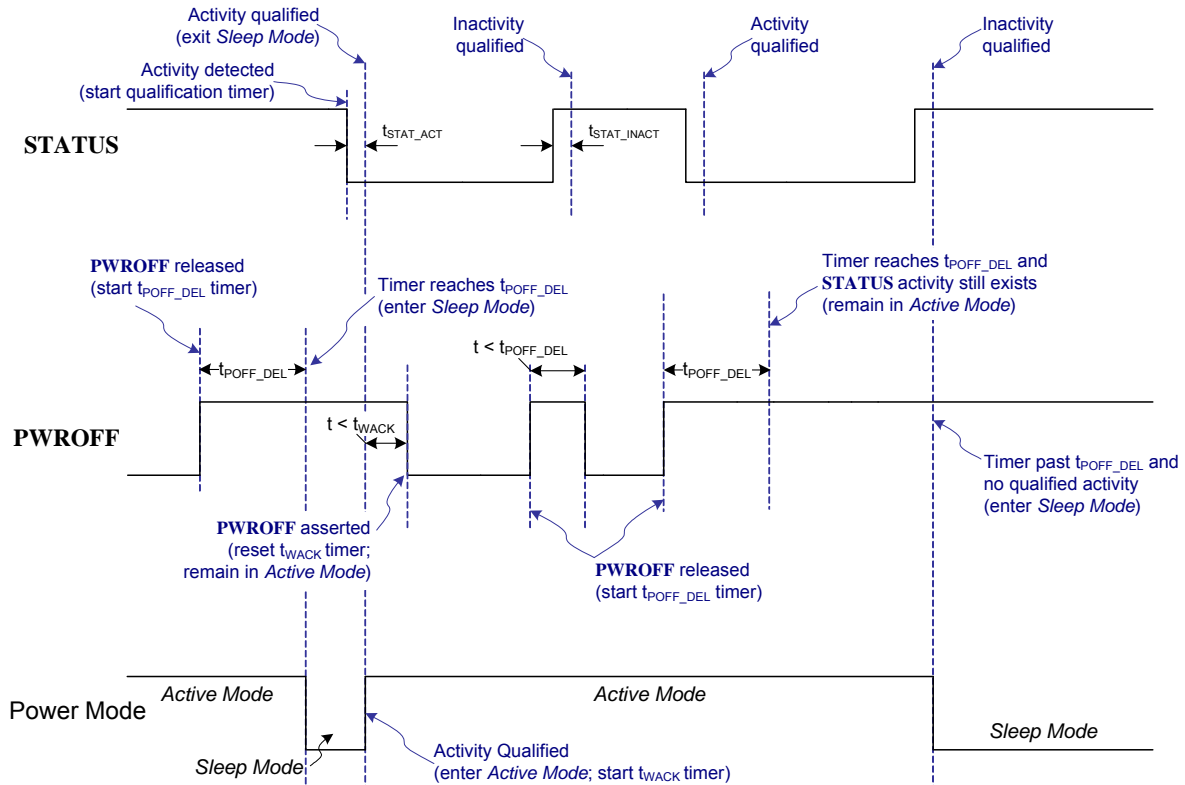 Activity qualified
(exit Sleep Mode)
Inactivity
qualified
Activity
qualified
Inactivity
qualified
Activity detected
(start qualification timer)
STATUS
tSTAT_ACT
tSTAT_INACT
PWROFF released
(start tPOFF_DEL timer)
Timer reaches tPOFF_DEL
(enter Sleep Mode)
Timer reaches tPOFF_DEL and
STATUS activity still exists
(remain in Active Mode)
tPOFF_DEL
t < tPOFF_DEL
tPOFF_DEL
PWROFF
t < tWACK
Timer past tPOFF_DEL and
no qualified activity
(enter Sleep Mode)
PWROFF asserted
(reset tWACK timer;
remain in Active Mode)
PWROFF released
(start tPOFF_DEL timer)
Power Mode
Active Mode
Active Mode
Sleep Mode
Sleep Mode
Activity Qualified
(enter Active Mode; start tWACK timer)